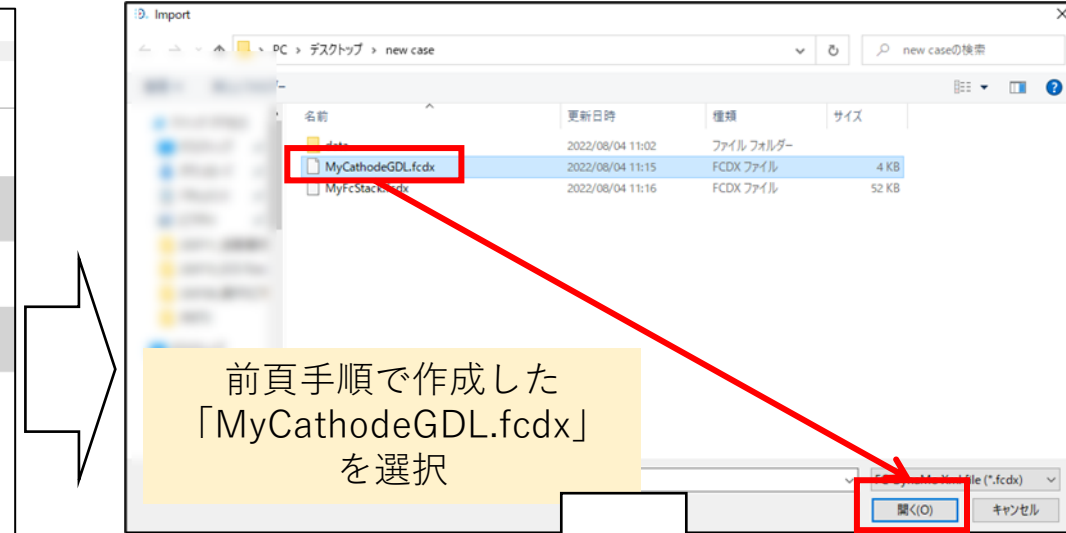 Import
PC › デスクトップ › new case
new caseの検索
名前 更新日時 種類 サイズ
data 2022/08/04 11:02 ファイル フォルダー
MyCathodeGDL.fcdx 2022/08/04 11:15 FCDX ファイル 4 KB
MyFcStack.fcdx 2022/08/04 11:16 FCDX ファイル 52 KB
前頁手順で作成した
「MyCathodeGDL.fcdx」
を選択
file (*.fcdx)
開く(O) キャンセル